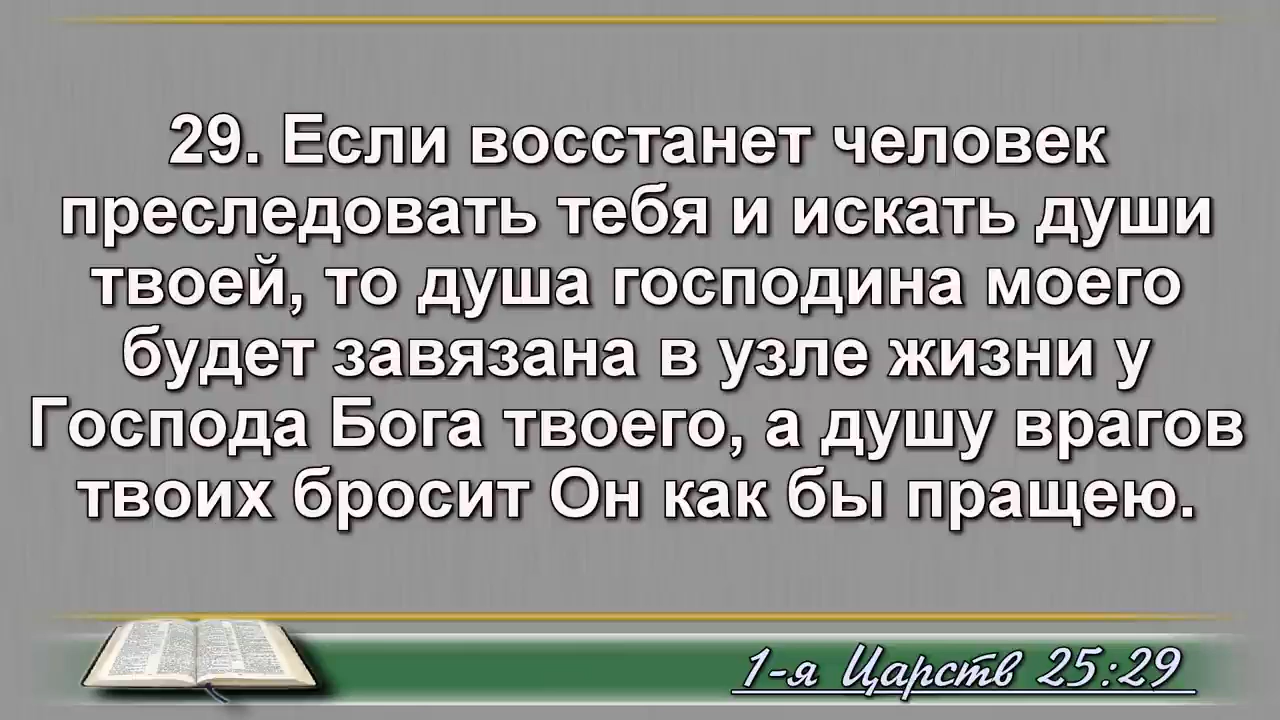 29. Если восстанет человек
преследовать тебя и искать души
твоей, то душа господина моего
будет завязана в узле жизни у
Господа Бога твоего, а душу врагов
твоих бросит Он как бы пращею.
1-я Царств 25:29